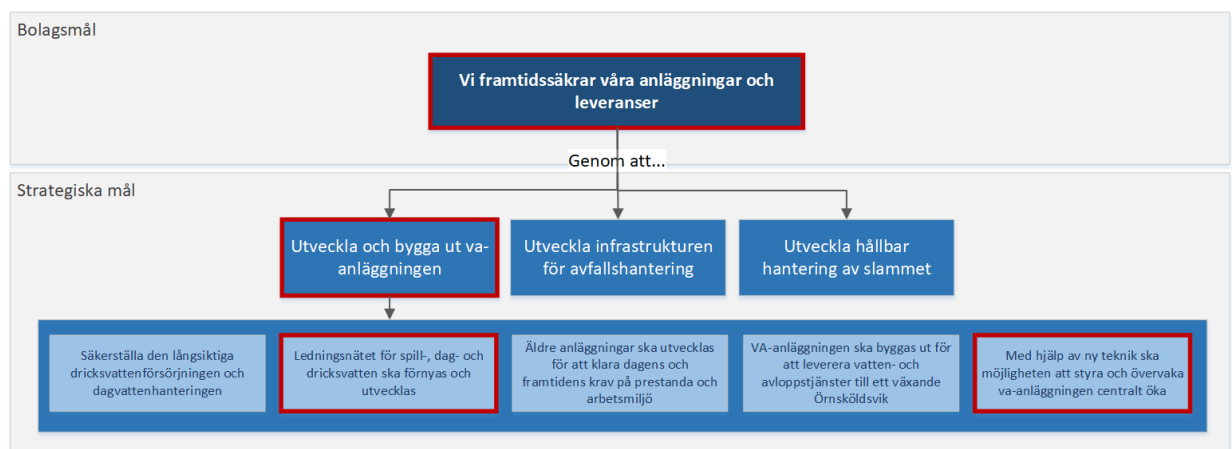 Bolagsmål
Vi framtidssäkrar våra anläggningar och
leveranser
Genom att...
Strategiska mål
Utveckla och bygga ut va-
anläggningen
Utveckla infrastrukturen
för avfallshantering
Utveckla hållbar
hantering av slammet
Säkerställa den långsiktiga
dricksvattenförsörjningen och
dagvattenhanteringen
Ledningsnätet för spill-, dag- och
dricksvatten ska förnyas och
utvecklas
Äldre anläggningar ska utvecklas
för att klara dagens och
framtidens krav på prestanda och
arbetsmiljö
VA-anläggningen ska byggas ut för
att leverera vatten- och
avloppstjänster till ett växande
Örnsköldsvik
Med hjälp av ny teknik ska
möjligheten att styra och övervaka
va-anläggningen centralt öka